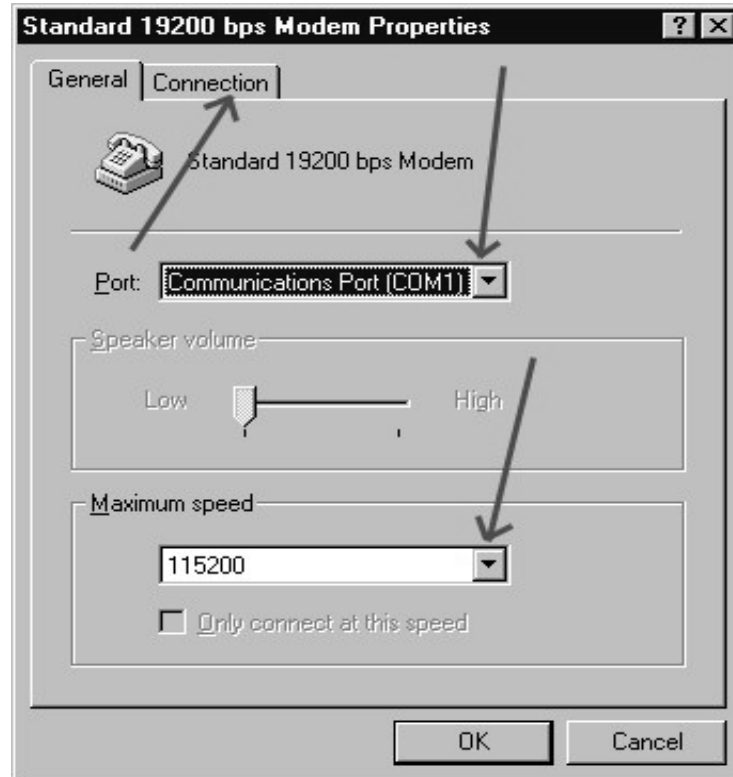 Standard 19200 bps Modem Properties
General Connection
Standard 19200 bps Modem
Port: Communications Port (COM1)
Speaker volume
Low High
Maximum speed
115200
Only connect at this speed
OK Cancel